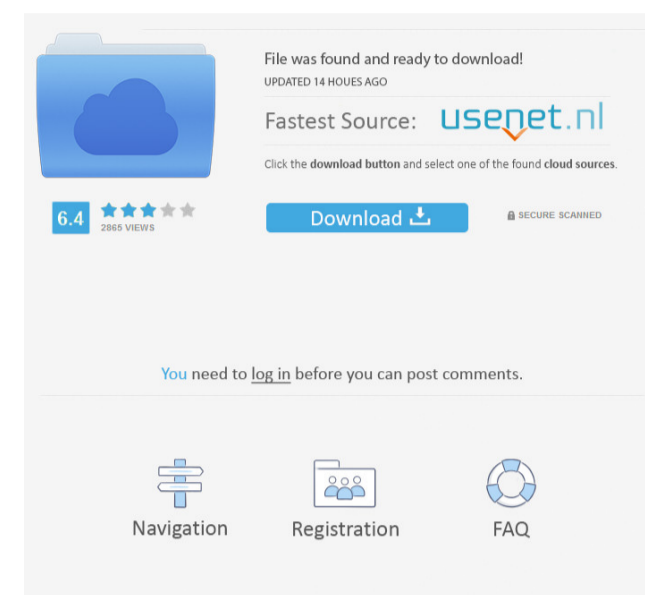 File was found and ready to download!
UPDATED 14 HOUES AGO
Fastest Source: usenet.nl
Click the download button and select one of the found cloud sources.
6.4
2865 VIEWS
Download
SECURE SCANNED
You need to log in before you can post comments.
Navigation
Registration
FAQ